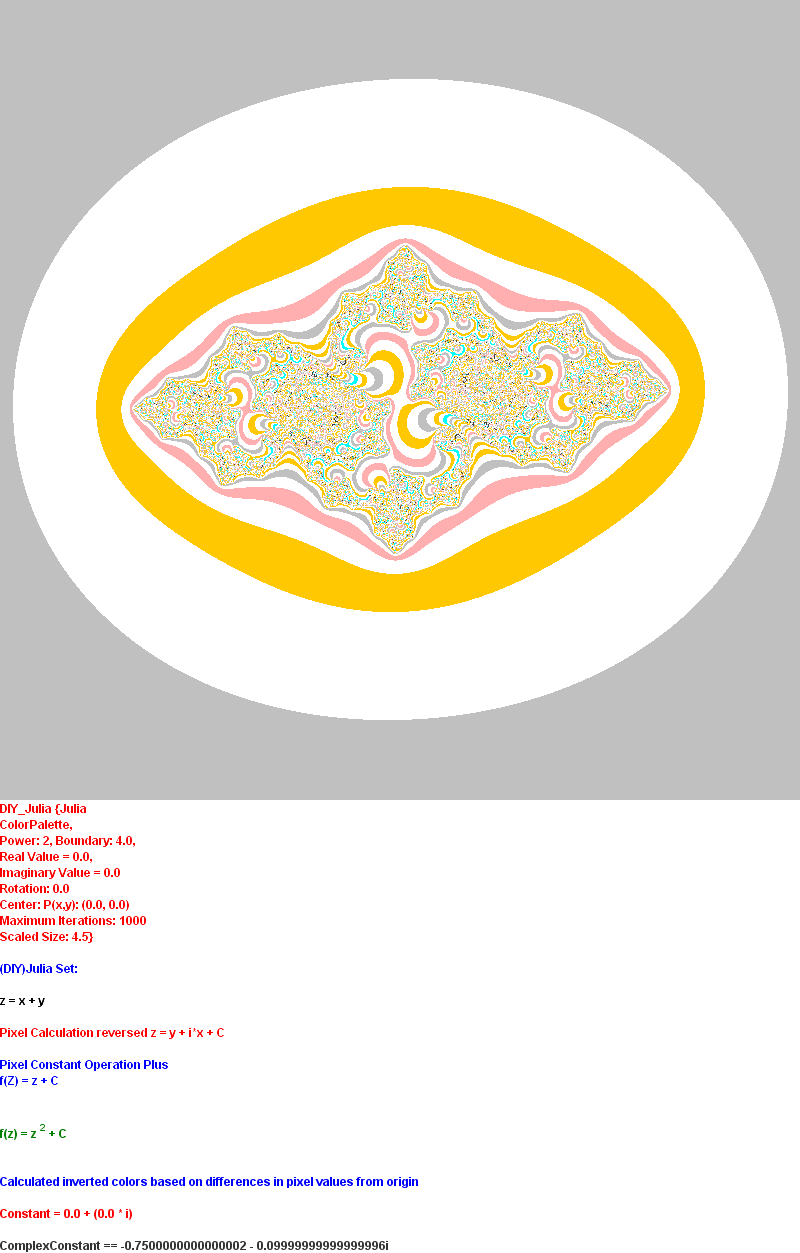 DIY_Julia {Julia
ColorPalette,
Power: 2, Boundary: 4.0,
Real Value = 0.0,
Imaginary Value = 0.0
Rotation: 0.0
Center: P(x,y): (0.0, 0.0)
Maximum Iterations: 1000
Scaled Size: 4.5}
(DIY)Julia Set:
z = x + y
Pixel Calculation reversed z = y + i*x + C
Pixel Constant Operation Plus
f(Z) = z + C
f(z) = z 2 + C
Calculated inverted colors based on differences in pixel values from origin
Constant = 0.0 + (0.0 * i)
ComplexConstant == -0.7500000000000002 - 0.09999999999999996i